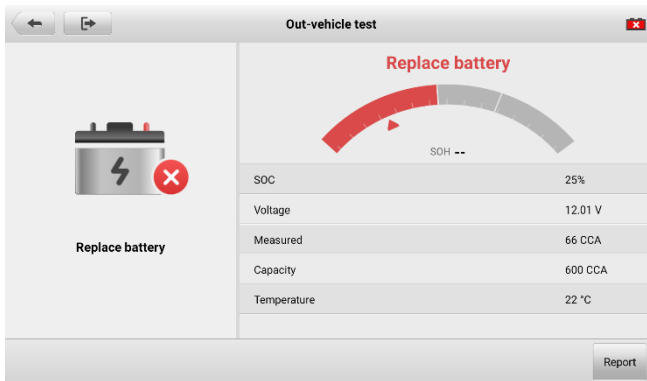 Out-vehicle test
Replace battery
Replace battery
SOH --
SOC 25%
Voltage 12.01 V
Measured 66 CCA
Capacity 600 CCA
Temperature 22 °C
Report